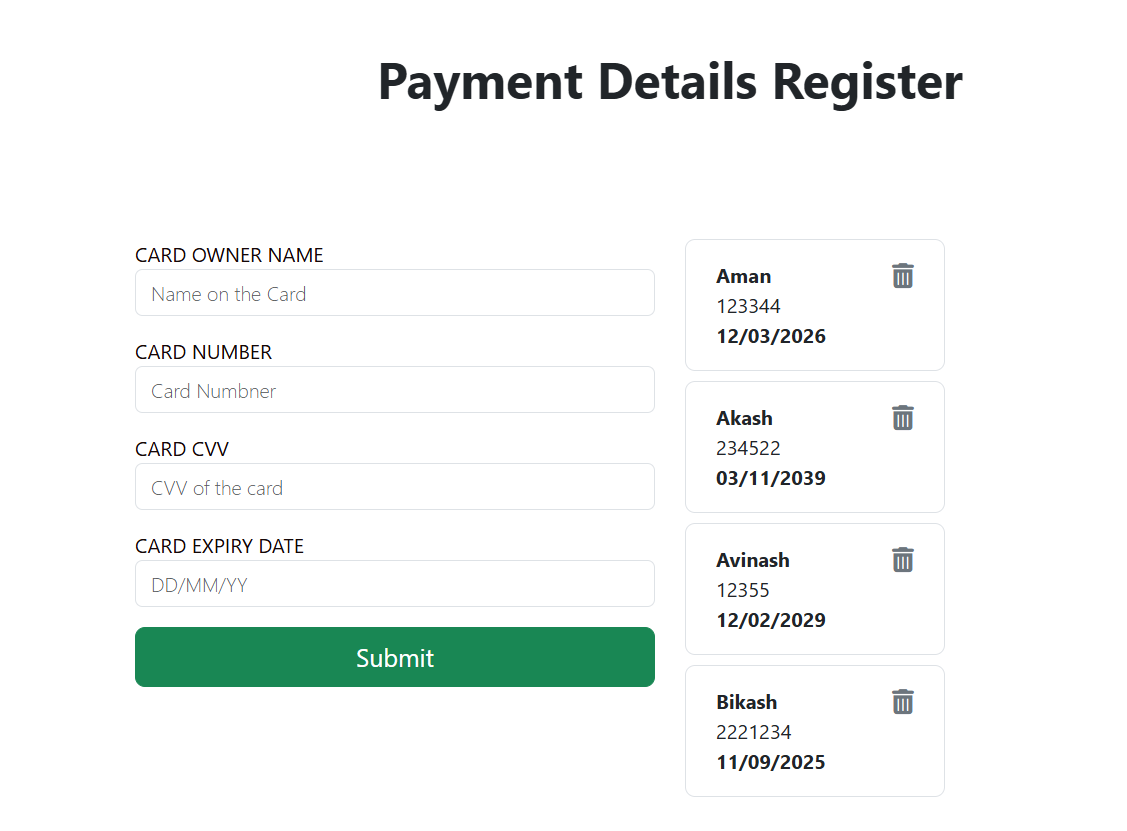 Payment Details Register
CARD OWNER NAME
Name on the Card
CARD NUMBER
Card Numbner
CARD CVV
CVV of the card
CARD EXPIRY DATE
DD/MM/YY
Submit
Aman
123344
12/03/2026
Akash
234522
03/11/2039
Avinash
12355
12/02/2029
Bikash
2221234
11/09/2025